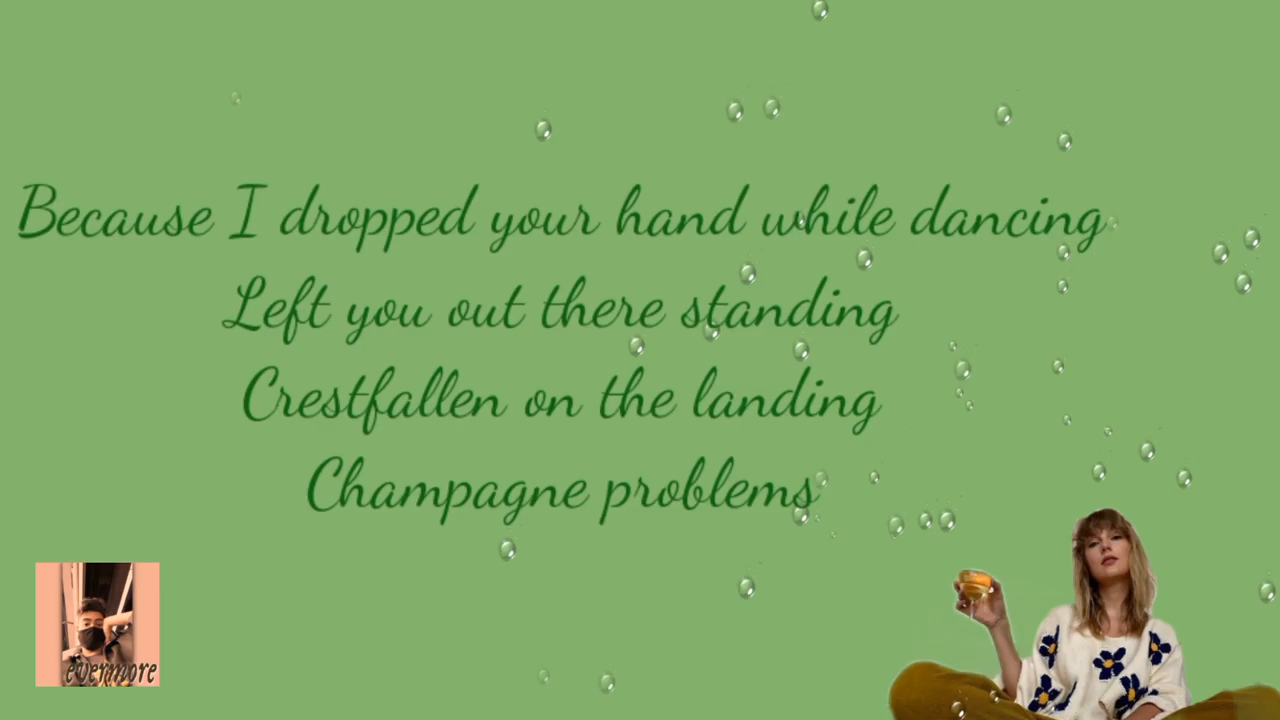 Because I dropped your hand while dancing
Left you out there standing
Crestfallen on the landing
Champagne problems
evermore